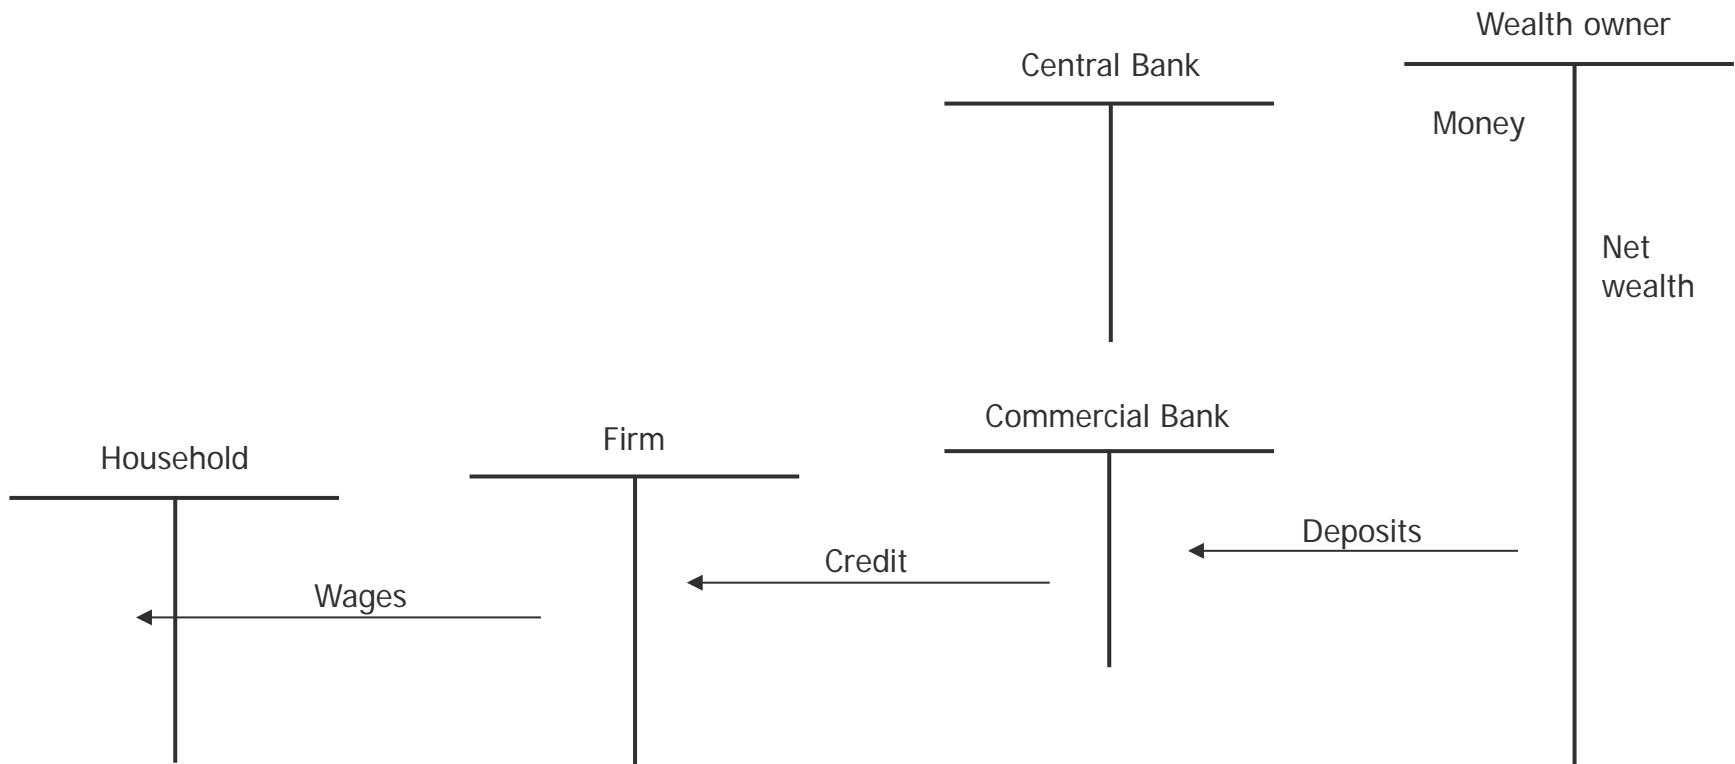 Wealth owner
Central Bank
Money
Net
wealth
Commercial Bank
Firm
Household
Deposits
Credit
Wages